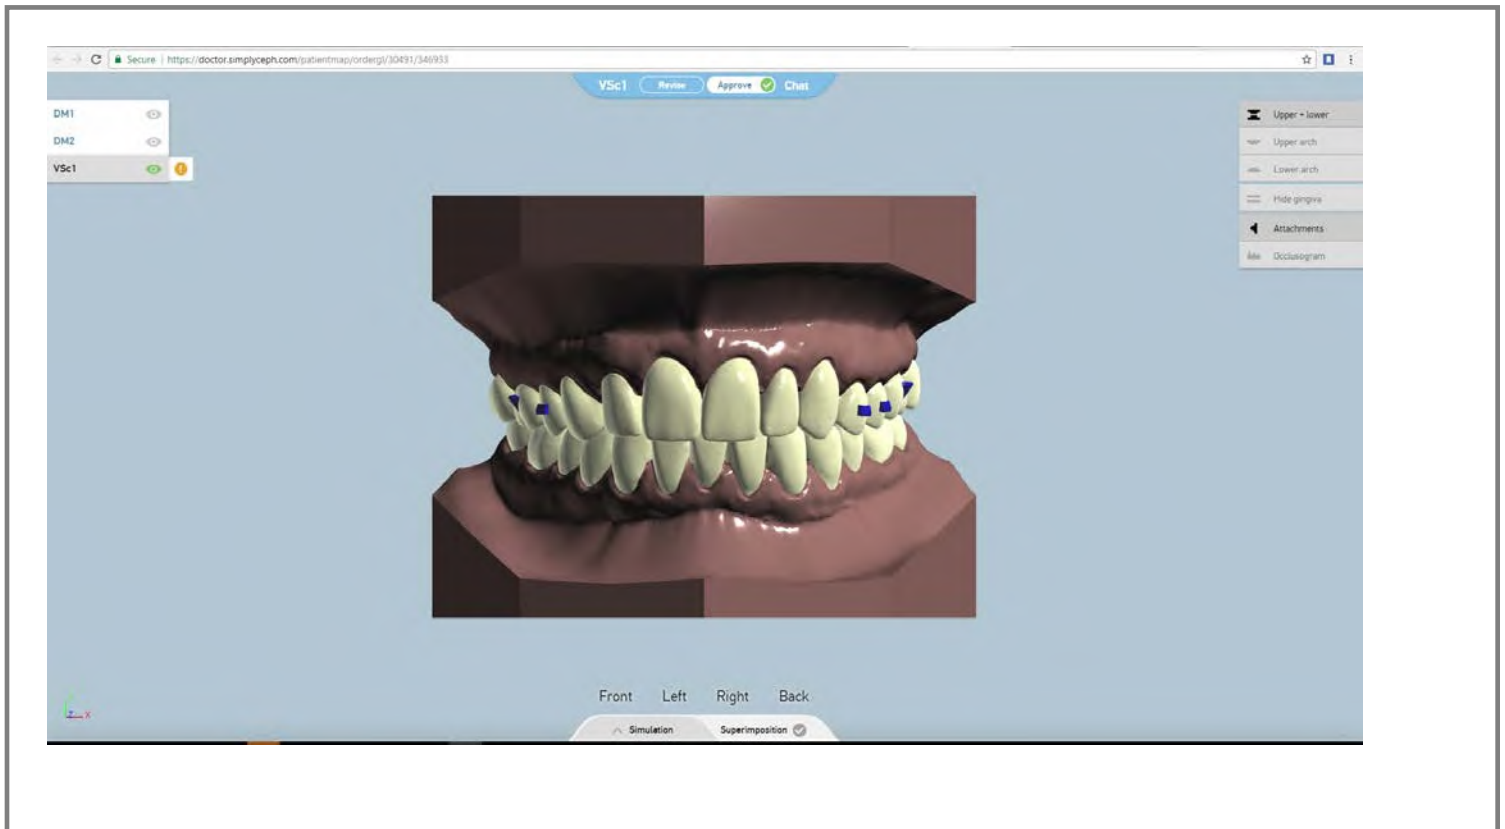 Secure | https://doctor.simplyceph.com/patientmap/ordergl/30491/346933
VSc1 Review Approve Chat
DM1
DM2
VSc1
Upper + lower
Upper arch
Lower arch
Hide gingiva
Attachments
Occlusogram
Front Left Right Back
Simulation Superimposition
X